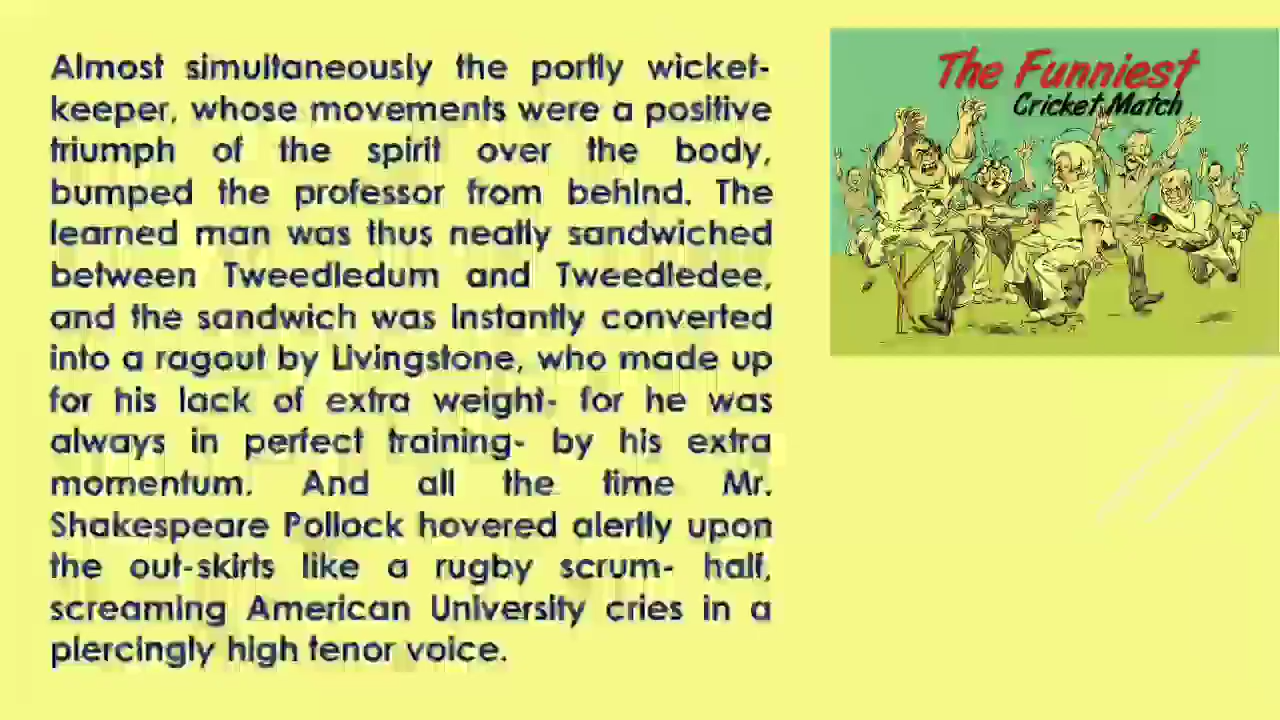 Almost simultaneously the portly wicket-
keeper, whose movements were a positive
triumph of the spirit over the body,
bumped the professor from behind. The
learned man was thus neatly sandwiched
between Tweedledum and Tweedledee,
and the sandwich was instantly converted
into a ragout by Livingstone, who made up
for his lack of extra weight- for he was
always in perfect training- by his extra
momentum. And all the time Mr.
Shakespeare Pollock hovered alertly upon
the out-skirts like a rugby scrum- half,
screaming American University cries in a
piercingly high tenor voice.
The Funniest
Cricket Match